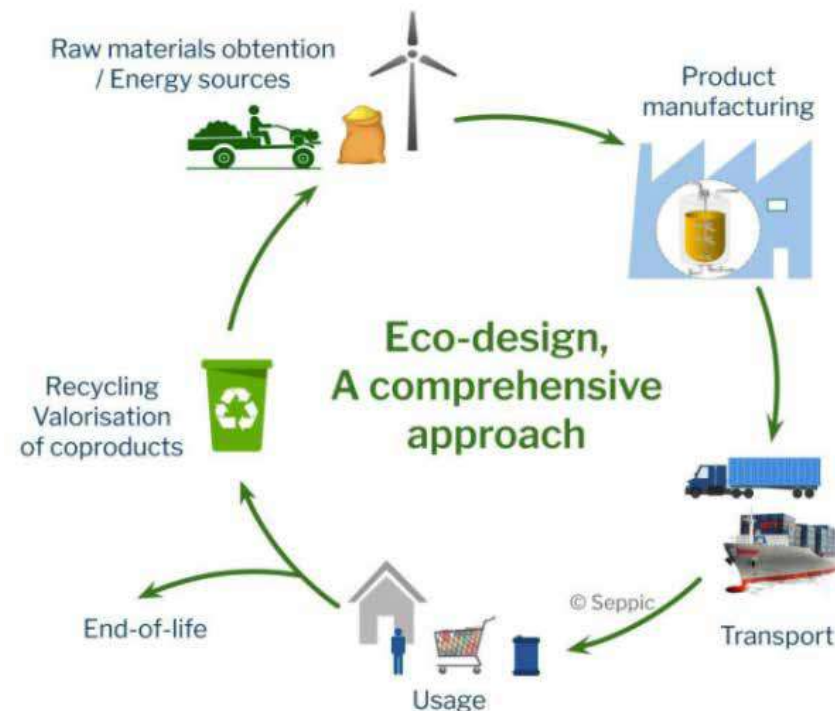 Raw materials obtention
/ Energy sources
Product
manufacturing
Eco-design,
A comprehensive
approach
Recycling
Valorisation
of coproducts
© Seppic
End-of-life
Transport
Usage